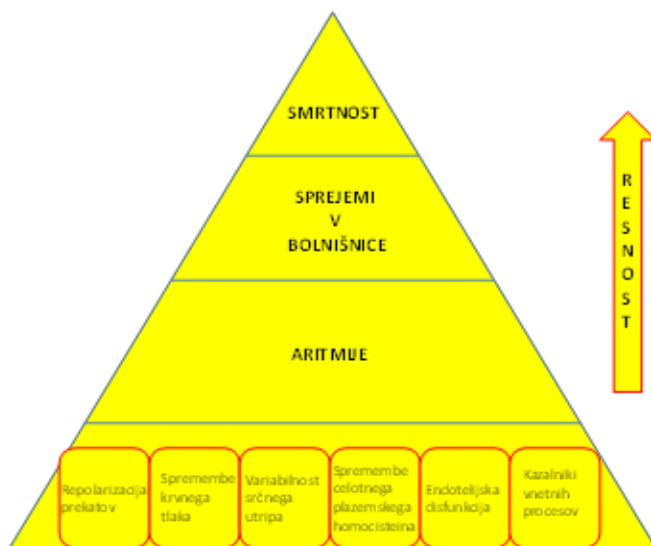 SMRTNOST
SPREJEMI
V
BOLNIŠNICE
ARITMIJE
Repolarizacija
prekatov
Spremembe
krvnega
tlaka
Variabilnost
srčnega
utripa
Spremembe
celotnega
plazemskega
homocisteina
Endotelijska
disfunkcija
Kazalniki
vnetnih
procesov
R
E
S
N
O
S
T